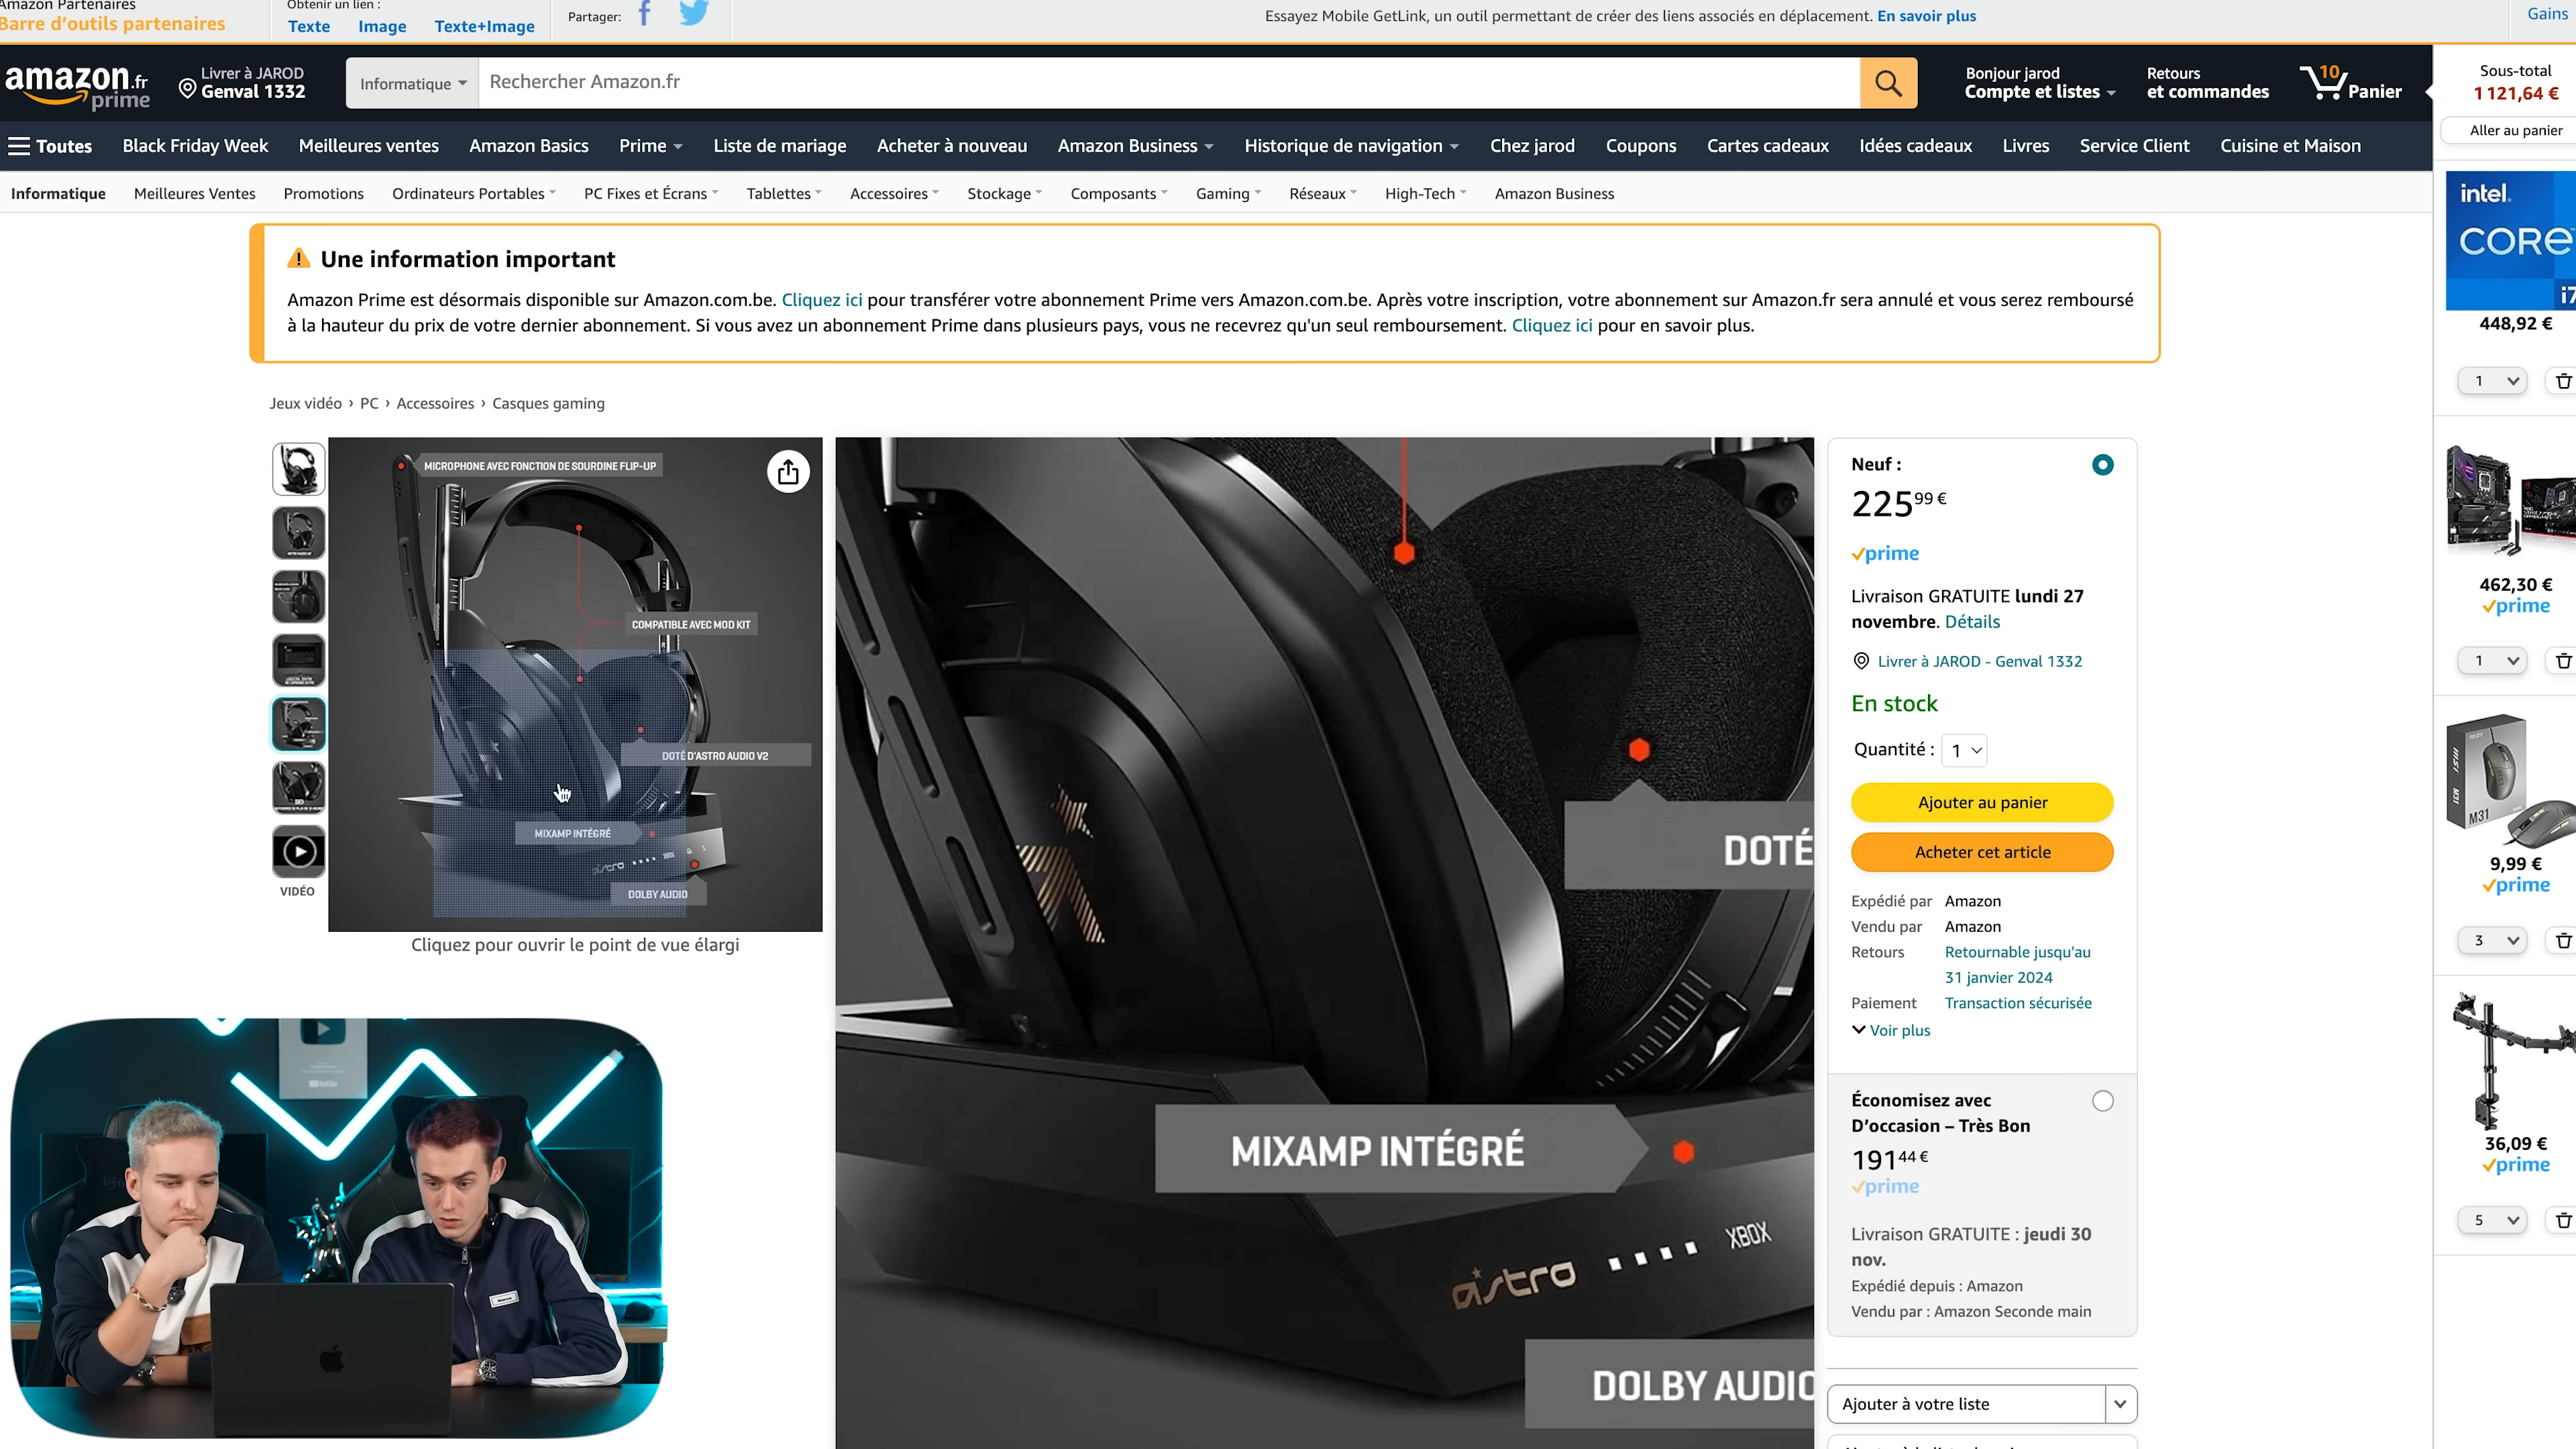 Amazon Partenaires
Barre d'outils partenaires
Obtenir un lien :
Texte Image Texte+Image
Partager:
Essayez Mobile GetLink, un outil permettant de créer des liens associés en déplacement. En savoir plus
Gains
amazon.fr
prime
Livrer à JAROD
Genval 1332
Informatique
Rechercher Amazon.fr
Bonjour jarod
Compte et listes
Retours
et commandes
10
Panier
Sous-total
1 121,64 €
Aller au panier
Toutes Black Friday Week Meilleures ventes Amazon Basics Prime Liste de mariage Acheter à nouveau Amazon Business Historique de navigation Chez jarod Coupons Cartes cadeaux Idées cadeaux Livres Service Client Cuisine et Maison
Informatique Meilleures Ventes Promotions Ordinateurs Portables PC Fixes et Écrans Tablettes Accessoires Stockage Composants Gaming Réseaux High-Tech Amazon Business
Une information important
Amazon Prime est désormais disponible sur Amazon.com.be. Cliquez ici pour transférer votre abonnement Prime vers Amazon.com.be. Après votre inscription, votre abonnement sur Amazon.fr sera annulé et vous serez remboursé
à la hauteur du prix de votre dernier abonnement. Si vous avez un abonnement Prime dans plusieurs pays, vous ne recevrez qu'un seul remboursement. Cliquez ici pour en savoir plus.
Jeux vidéo › PC › Accessoires › Casques gaming
MICROPHONE AVEC FONCTION DE SOURDINE FLIP-UP
COMPATIBLE AVEC MOD KIT
DOTÉ D'ASTRO AUDIO V2
MIXAMP INTÉGRÉ
astro
DOLBY AUDIO
VIDÉO
Cliquez pour ouvrir le point de vue élargi
DOTÉ
MIXAMP INTÉGRÉ
XBOX
astro
DOLBY AUDIO
Neuf :
225,99 €
prime
Livraison GRATUITE lundi 27
novembre. Détails
Livrer à JAROD - Genval 1332
En stock
Quantité : 1
Ajouter au panier
Acheter cet article
Expédié par Amazon
Vendu par Amazon
Retours Retournable jusqu'au
31 janvier 2024
Paiement Transaction sécurisée
Voir plus
Économisez avec
D'occasion – Très Bon
191,44 €
prime
Livraison GRATUITE : jeudi 30
nov.
Expédié depuis : Amazon
Vendu par : Amazon Seconde main
Ajouter à votre liste
intel.
CORE
i7
448,92 €
1
462,30 €
prime
1
M31
9,99 €
prime
3
36,09 €
prime
5